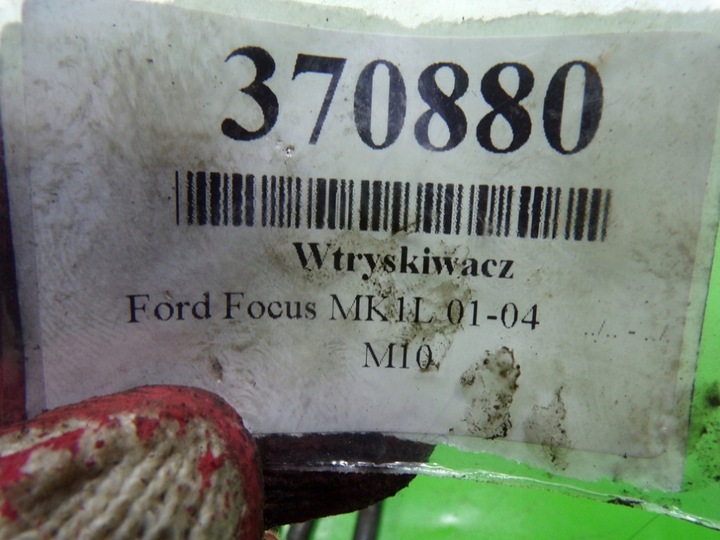 370880
Wtryskiwacz
Ford Focus MK1L 01-04 ../.. - ../..
M10